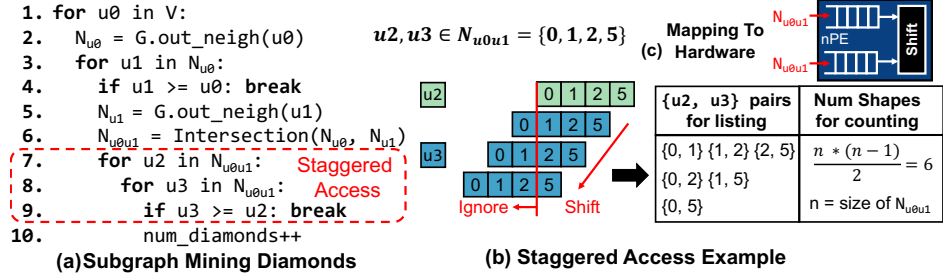 1. for u0 in V:
2. N_u0 = G.out_neigh(u0)
3. for u1 in N_u0:
4. if u1 >= u0: break
5. N_u1 = G.out_neigh(u1)
6. N_u0u1 = Intersection(N_u0, N_u1)
7. for u2 in N_u0u1:
8. for u3 in N_u0u1:
9. if u3 >= u2: break
10. num_diamonds++
Staggered
Access
(a)Subgraph Mining Diamonds
u2, u3 ∈ N_u0u1 = {0, 1, 2, 5}
u2
0 1 2 5
0 1 2 5
u3
0 1 2 5
0 1 2 5
Ignore
Shift
(b) Staggered Access Example
(c)
Mapping To
Hardware
N_u0u1
nPE
N_u0u1
Shift
{u2, u3} pairs
for listing
Num Shapes
for counting
{0, 1} {1, 2} {2, 5}
{0, 2} {1, 5}
{0, 5}
n * (n − 1)
2
= 6
n = size of N_u0u1